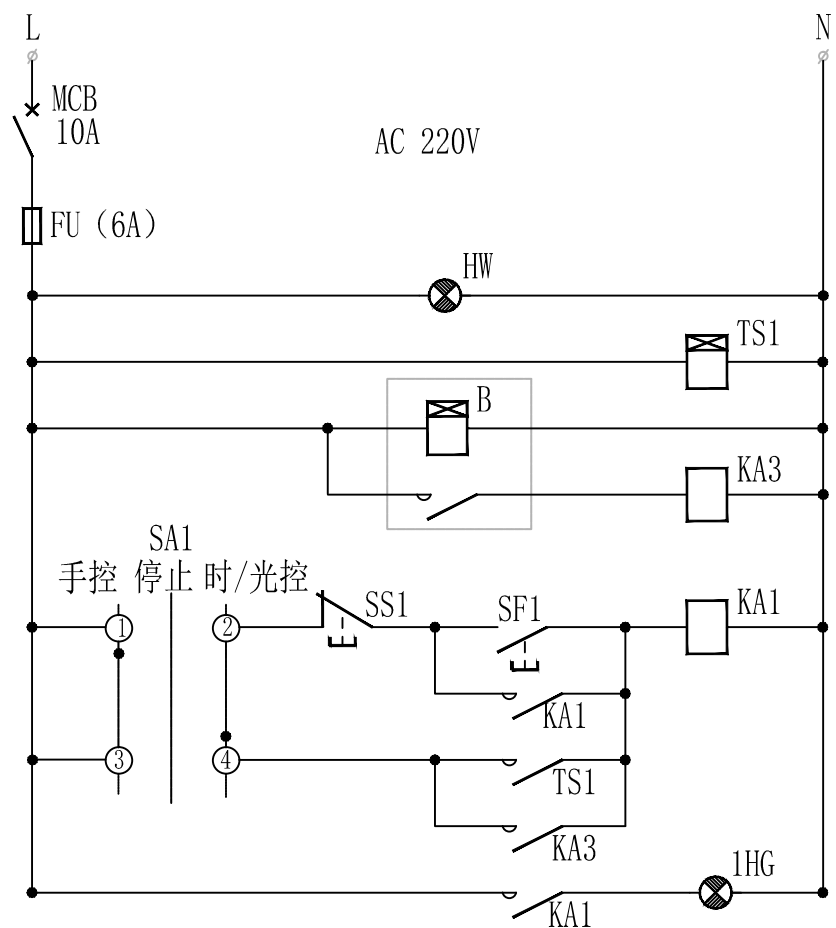 L
N
MCB
10A
AC 220V
FU（6A）
HW
TS1
B
KA3
SA1
手控 停止 时/光控
SS1
SF1
KA1
1
2
KA1
3
4
TS1
KA3
1HG
KA1